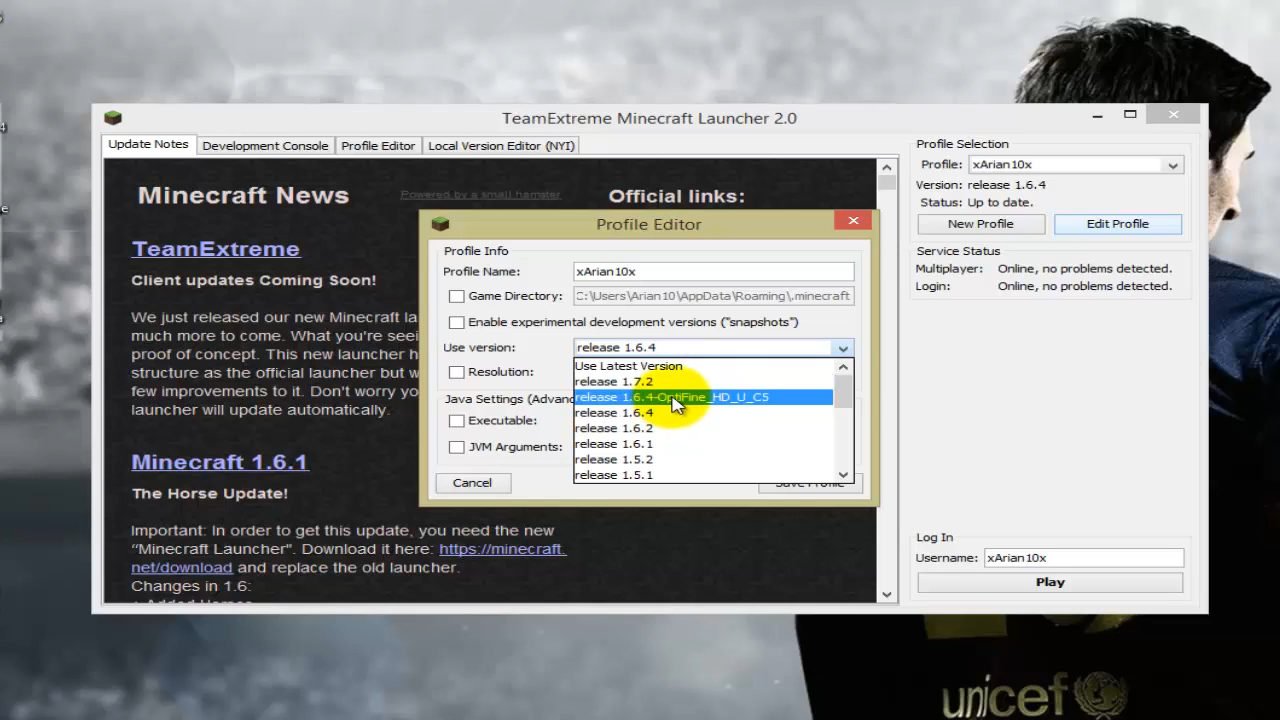 TeamExtreme Minecraft Launcher 2.0
Update Notes
Development Console
Profile Editor
Local Version Editor (NYI)
Minecraft News
Powered by a small hamster
Official links:
TeamExtreme
Client updates Coming Soon!
We just released our new Minecraft la
much more to come. What you're seei
proof of concept. This new launcher h
structure as the official launcher but w
few improvements to it. Don't worry yo
launcher will update automatically.
Minecraft 1.6.1
The Horse Update!
Important: In order to get this update, you need the new
"Minecraft Launcher". Download it here: https://minecraft.
net/download and replace the old launcher.
Changes in 1.6:
Profile Editor
Profile Info
Profile Name: xArian10x
Game Directory: C:\Users\Arian10\AppData\Roaming\.minecraft
Enable experimental development versions ("snapshots")
Use version: release 1.6.4
Resolution:
Use Latest Version
release 1.7.2
release 1.6.4-OptiFine_HD_U_C5
release 1.6.4
release 1.6.2
release 1.6.1
release 1.5.2
release 1.5.1
Java Settings (Advanc
Executable:
JVM Arguments:
Cancel
Save Profile
Profile Selection
Profile: xArian10x
Version: release 1.6.4
Status: Up to date.
New Profile
Edit Profile
Service Status
Multiplayer: Online, no problems detected.
Login: Online, no problems detected.
Log In
Username: xArian10x
Play
unicef